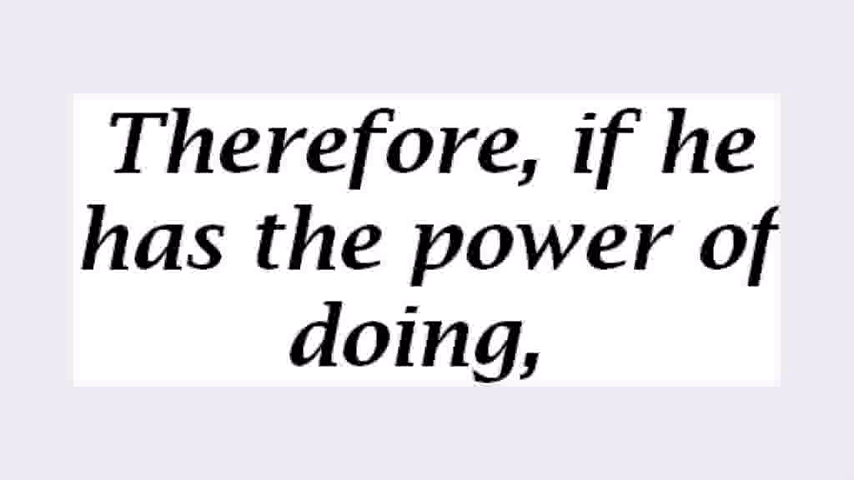 Therefore, if he
has the power of
doing,